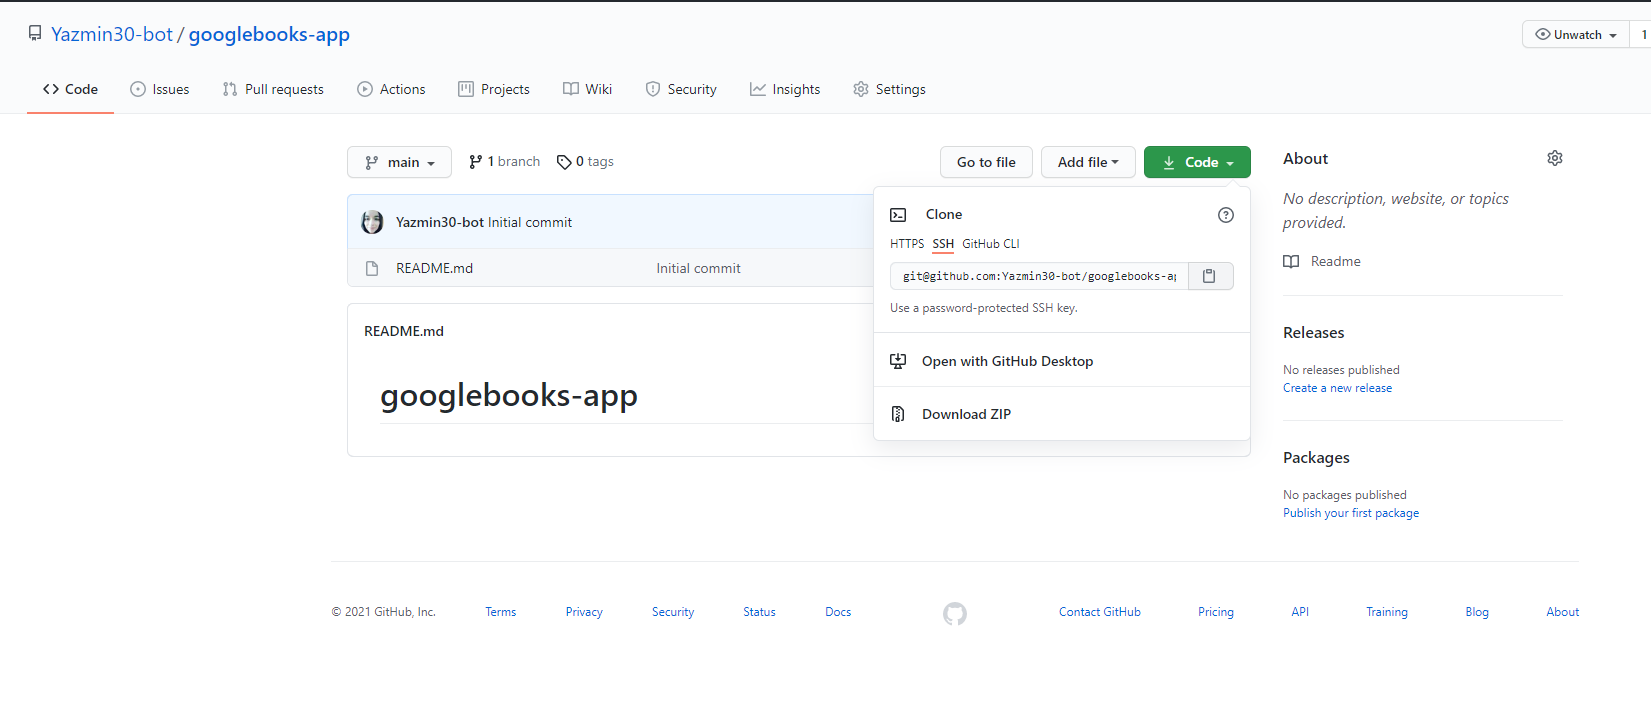 Yazmin30-bot / googlebooks-app
Unwatch 1
Code Issues Pull requests Actions Projects Wiki Security Insights Settings
main 1 branch 0 tags Go to file Add file Code
Yazmin30-bot Initial commit
README.md Initial commit
README.md
googlebooks-app
Clone
HTTPS SSH GitHub CLI
git@github.com:Yazmin30-bot/googlebooks-a
Use a password-protected SSH key.
Open with GitHub Desktop
Download ZIP
About
No description, website, or topics
provided.
Readme
Releases
No releases published
Create a new release
Packages
No packages published
Publish your first package
© 2021 GitHub, Inc. Terms Privacy Security Status Docs Contact GitHub Pricing API Training Blog About